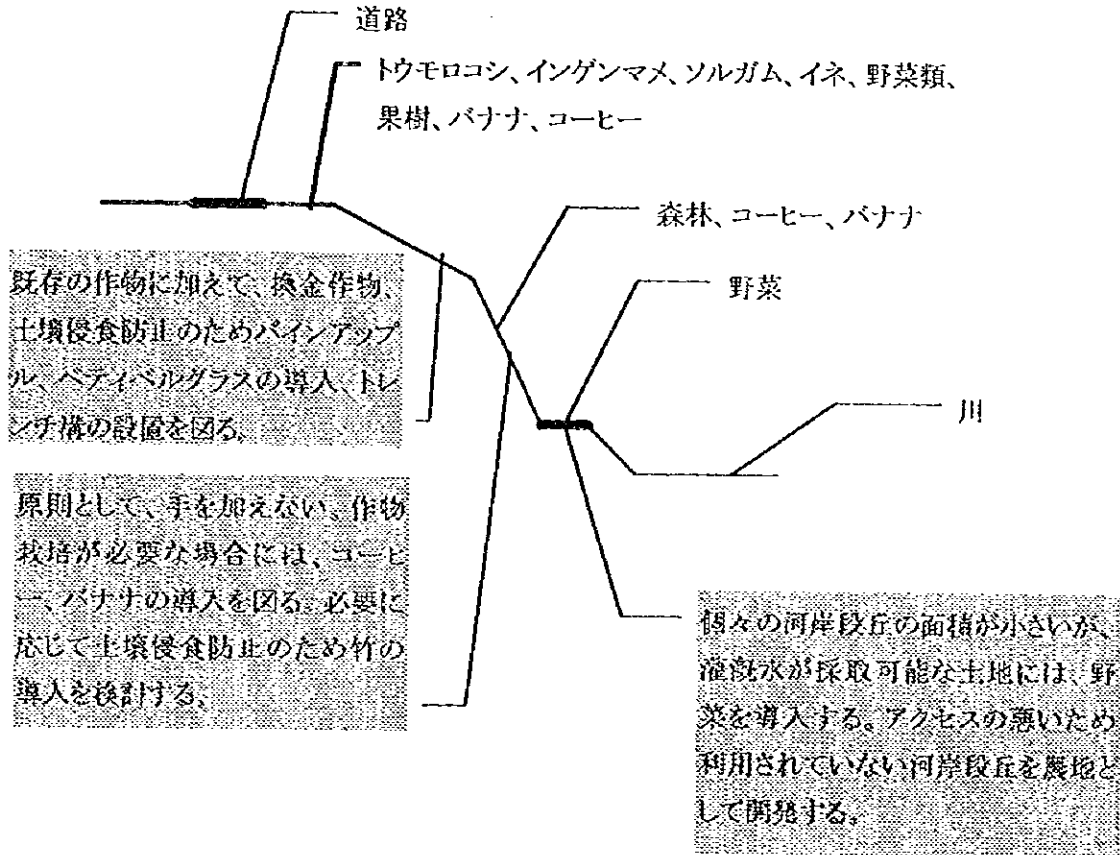 道路
トウモロコシ、インゲンマメ、ソルガム、イネ、野菜類、
果樹、バナナ、コーヒー
森林、コーヒー、バナナ
野菜
川
既存の作物に加えて、換金作物、
土壌侵食防止のためパインアップ
ル、ベティベルグラスの導入、トレ
ンチ溝の設置を図る。
原則として、手を加えない、作物
栽培が必要な場合には、コーヒ
ー、バナナの導入を図る。必要に
応じて土壌侵食防止のため竹の
導入を検討する。
個々の河岸段丘の面積が小さいが、
灌漑水が採取可能な土地には、野
菜を導入する。アクセスの悪いため
利用されていない河岸段丘を農地と
して開発する。